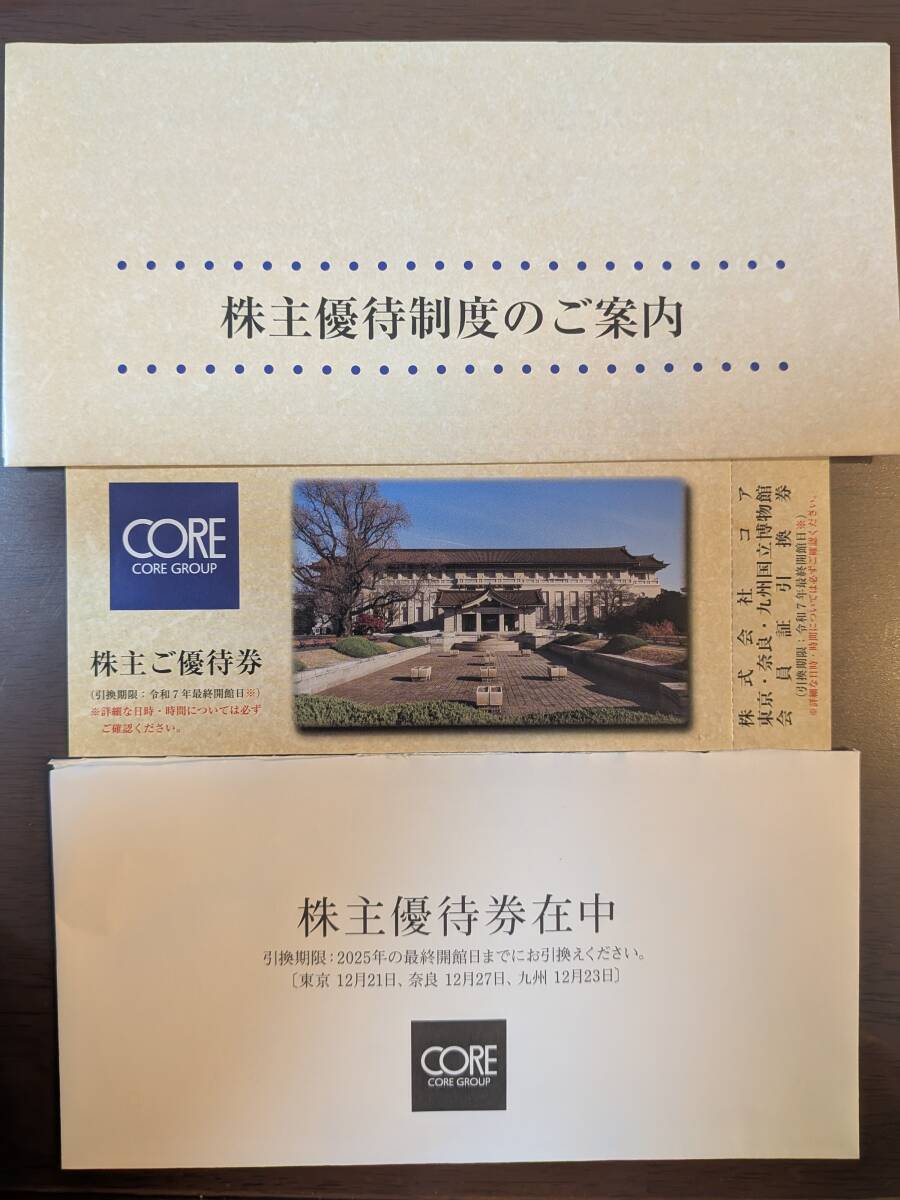 株主優待制度のご案内
CORE
CORE GROUP
株主ご優待券
(引換期限：令和7年最終開館日※)
※詳細な日時・時間については必ず
ご確認ください。
株式会社コア
東京・奈良・九州国立博物館
会員証引換券
(引換期限：令和7年最終開館日※)
※詳細な日時・時間については必ずご確認ください。
株主優待券在中
引換期限：2025年の最終開館日までにお引換えください。
〔東京 12月21日、奈良 12月27日、九州 12月23日〕
CORE
CORE GROUP